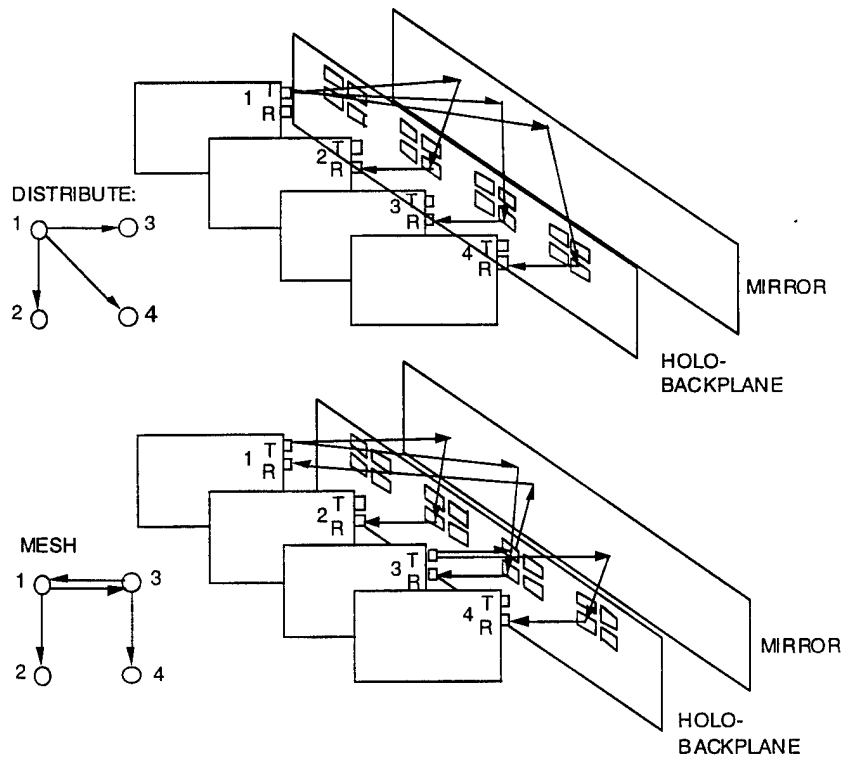 1 T
R
2 T
R
DISTRIBUTE:
1 3
3 T
R
2 4
4 T
R
MIRROR
HOLO-
BACKPLANE
1 T
R
2 T
R
MESH
1 3
3 T
R
2 4
4 T
R
MIRROR
HOLO-
BACKPLANE